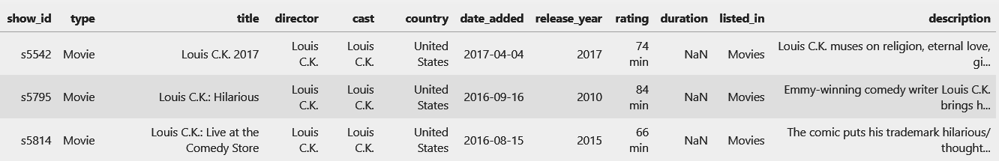 show_id type title director cast country date_added release_year rating duration listed_in description
s5542 Movie Louis C.K. 2017 Louis C.K. Louis C.K. United States 2017-04-04 2017 74 min NaN Movies Louis C.K. muses on religion, eternal love, gi...
s5795 Movie Louis C.K.: Hilarious Louis C.K. Louis C.K. United States 2016-09-16 2010 84 min NaN Movies Emmy-winning comedy writer Louis C.K. brings h...
s5814 Movie Louis C.K.: Live at the Comedy Store Louis C.K. Louis C.K. United States 2016-08-15 2015 66 min NaN Movies The comic puts his trademark hilarious/thought...